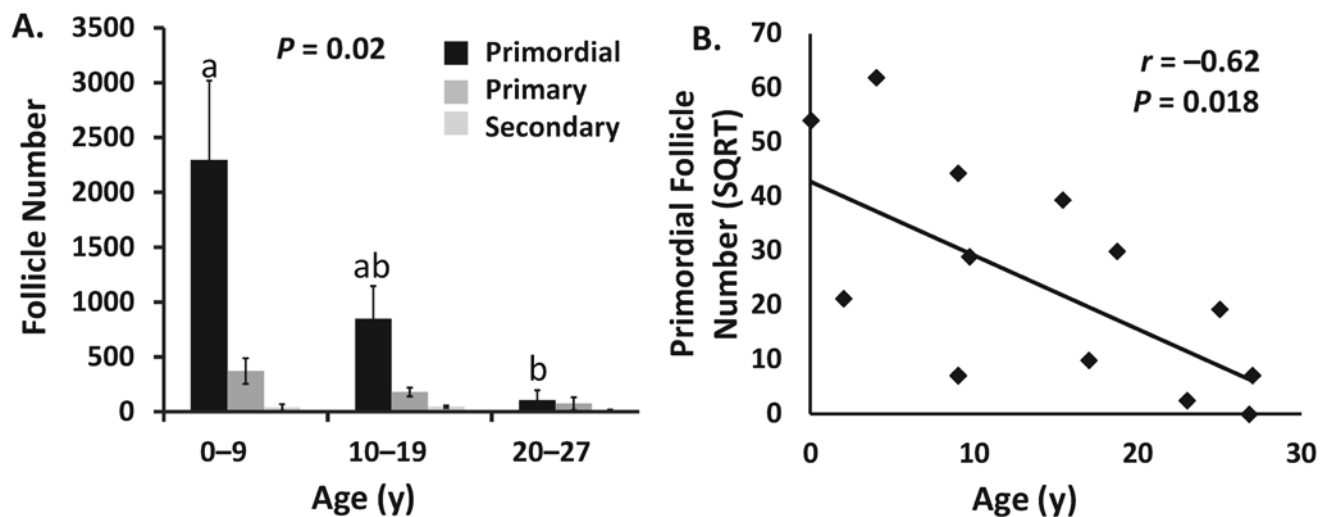 A.
P = 0.02
Primordial
Primary
Secondary
a
ab
b
Follicle Number
3500
3000
2500
2000
1500
1000
500
0
0–9
10–19
20–27
Age (y)
B.
r = –0.62
P = 0.018
Primordial Follicle
Number (SQRT)
70
60
50
40
30
20
10
0
0
10
20
30
Age (y)